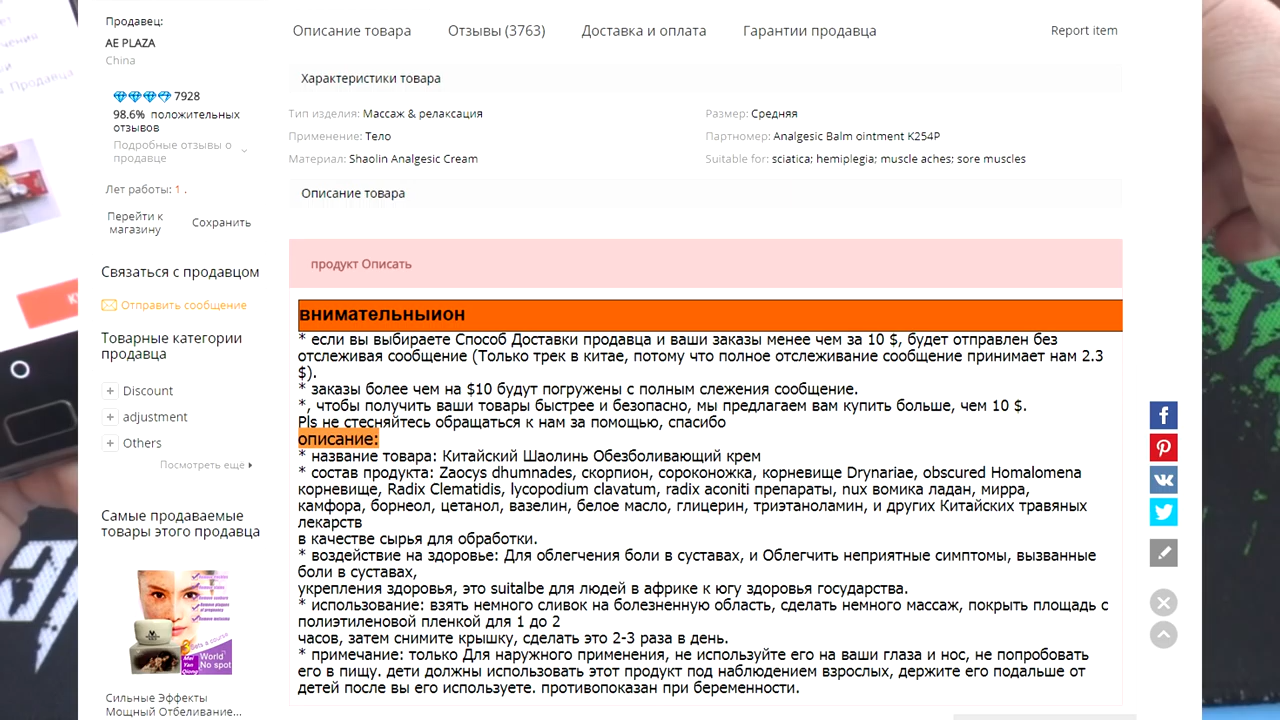 Продавец:
AE PLAZA
China
7928
98.6% положительных
отзывов
Подробные отзывы о
продавце
Лет работы: 1 .
Перейти к
магазину
Сохранить
Связаться с продавцом
Отправить сообщение
Товарные категории
продавца
Discount
adjustment
Others
Посмотреть еще
Самые продаваемые
товары этого продавца
World
No spot
Сильные Эффекты
Мощный Отбеливание...
Описание товара
Отзывы (3763)
Доставка и оплата
Гарантии продавца
Report item
Характеристики товара
Тип изделия: Массаж & релаксация
Размер: Средняя
Применение: Тело
Партномер: Analgesic Balm ointment K254P
Материал: Shaolin Analgesic Cream
Suitable for: sciatica; hemiplegia; muscle aches; sore muscles
Описание товара
продукт Описать
внимательныион
* если вы выбираете Способ Доставки продавца и ваши заказы менее чем за 10 $, будет отправлен без
отслеживая сообщение (Только трек в китае, потому что полное отслеживание сообщение принимает нам 2.3
$).
* заказы более чем на $10 будут погружены с полным слежения сообщение.
*, чтобы получить ваши товары быстрее и безопасно, мы предлагаем вам купить больше, чем 10 $.
Pls не стесняйтесь обращаться к нам за помощью, спасибо
описание:
* название товара: Китайский Шаолинь Обезболивающий крем
* состав продукта: Zaocys dhumnades, скорпион, сороконожка, корневище Drynariae, obscured Homalomena
корневище, Radix Clematidis, lycopodium clavatum, radix aconiti препараты, nux вомика ладан, мирра,
камфора, борнеол, цетанол, вазелин, белое масло, глицерин, триэтаноламин, и других Китайских травяных
лекарств
в качестве сырья для обработки.
* воздействие на здоровье: Для облегчения боли в суставах, и Облегчить неприятные симптомы, вызванные
боли в суставах,
укрепления здоровья, это suitalbe для людей в африке к югу здоровья государства.
* использование: взять немного сливок на болезненную область, сделать немного массаж, покрыть площадь с
полиэтиленовой пленкой для 1 до 2
часов, затем снимите крышку, сделать это 2-3 раза в день.
* примечание: только Для наружного применения, не используйте его на ваши глаза и нос, не попробовать
его в пищу. дети должны использовать этот продукт под наблюдением взрослых, держите его подальше от
детей после вы его используете. противопоказан при беременности.